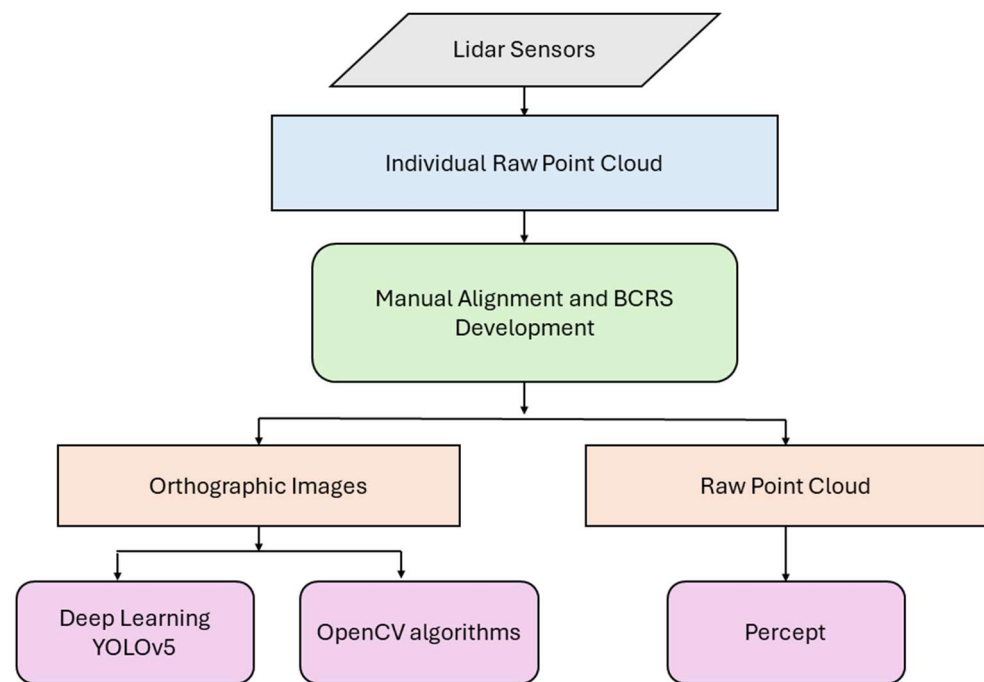 Lidar Sensors
Individual Raw Point Cloud
Manual Alignment and BCRS
Development
Orthographic Images
Raw Point Cloud
Deep Learning
YOLOv5
OpenCV algorithms
Percept